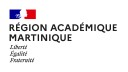 RÉGION ACADÉMIQUE
MARTINIQUE
Liberté
Égalité
Fraternité